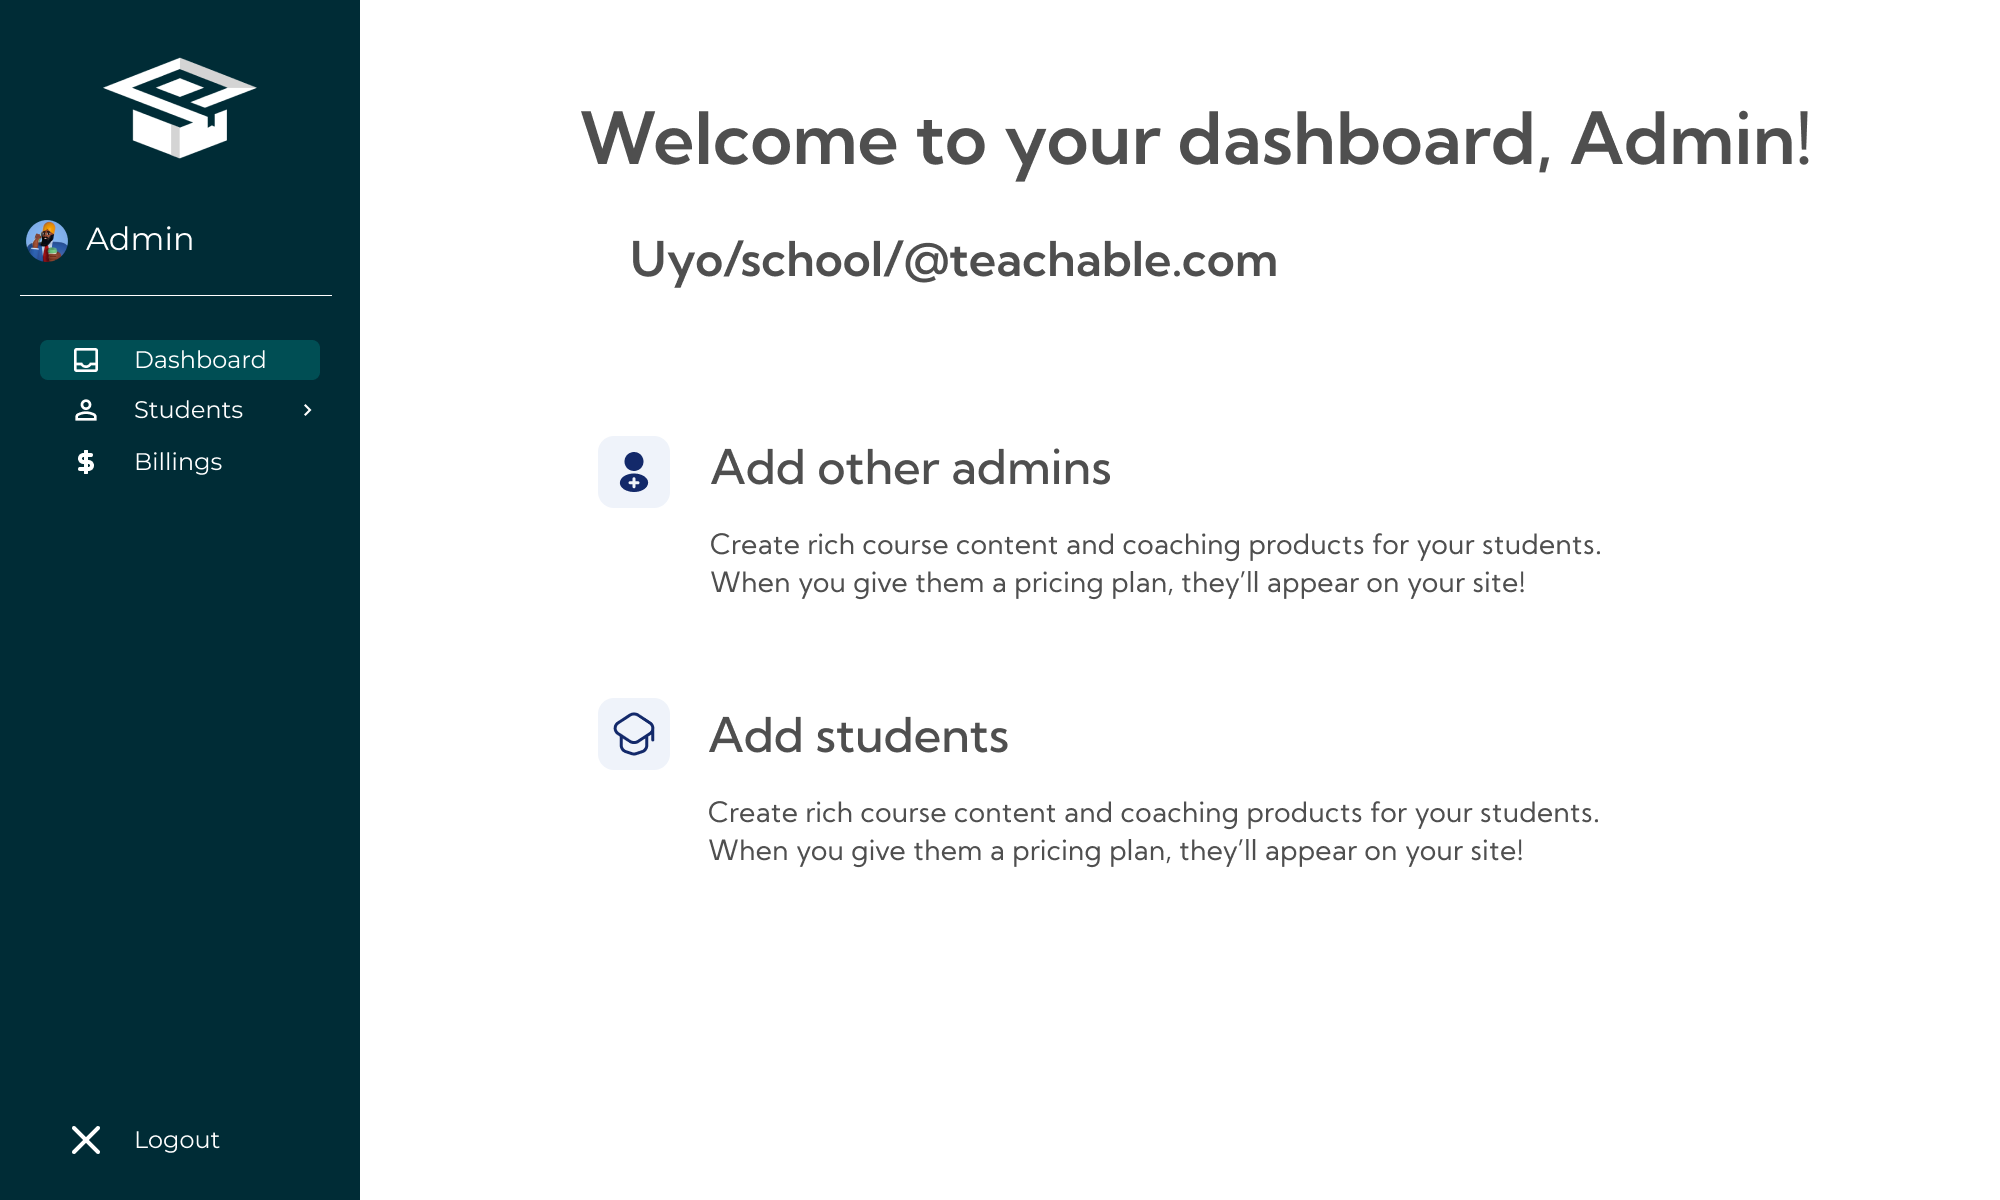 Admin
Dashboard
Students
Billings
Logout
Welcome to your dashboard, Admin!
Uyo/school/@teachable.com
Add other admins
Create rich course content and coaching products for your students.
When you give them a pricing plan, they’ll appear on your site!
Add students
Create rich course content and coaching products for your students.
When you give them a pricing plan, they’ll appear on your site!